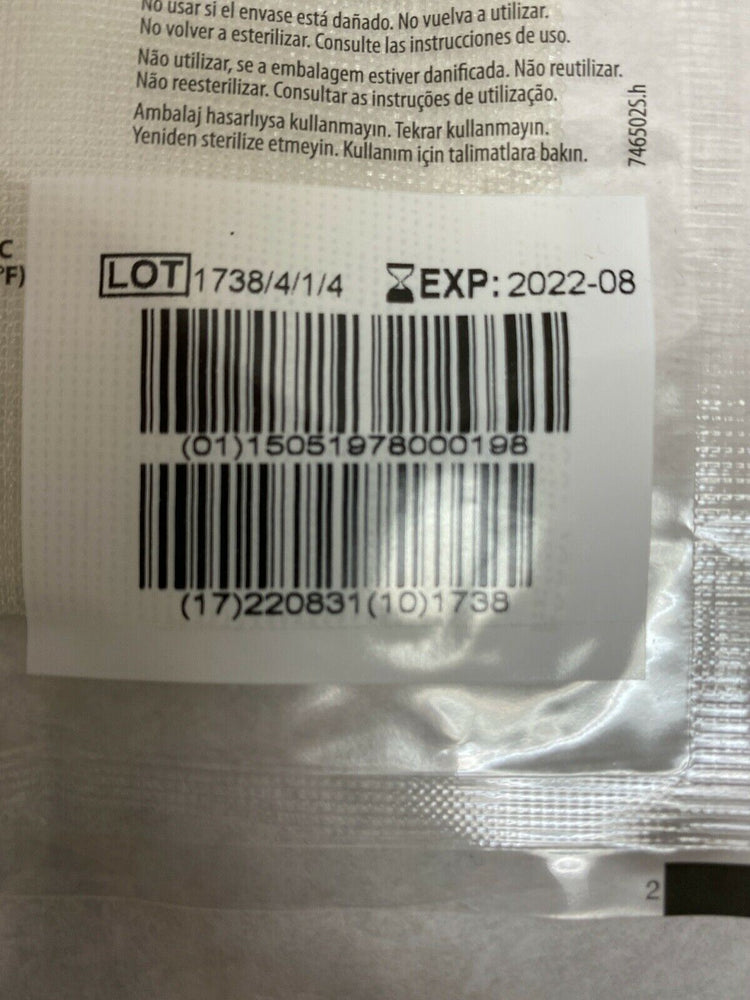 No usar si el envase está dañado. No vuelva a utilizar.
No volver a esterilizar. Consulte las instrucciones de uso.
Não utilizar, se a embalagem estiver danificada. Não reutilizar.
Não reesterilizar. Consultar as instruções de utilização.
Ambalaj hasarlıysa kullanmayın. Tekrar kullanmayın.
Yeniden sterilize etmeyin. Kullanım için talimatlara bakın.
746502S.h
C
°F)
LOT 1738/4/1/4 EXP: 2022-08
(01)15051978000198
(17)220831(10)1738
2